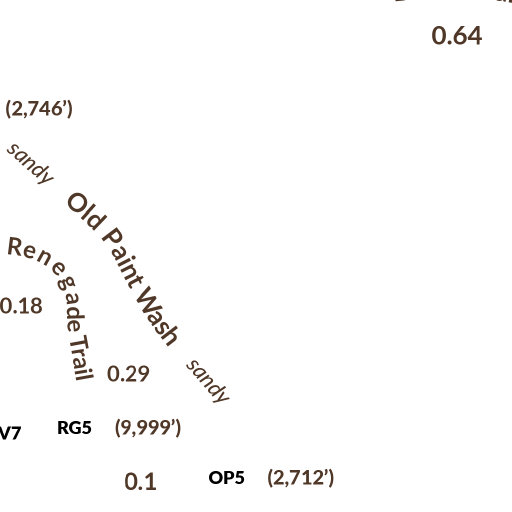 0.64
(2,746’)
sandy
Old Paint Wash
Renegade Trail
0.18
0.29
sandy
V7
RG5 (9,999’)
0.1
OP5 (2,712’)